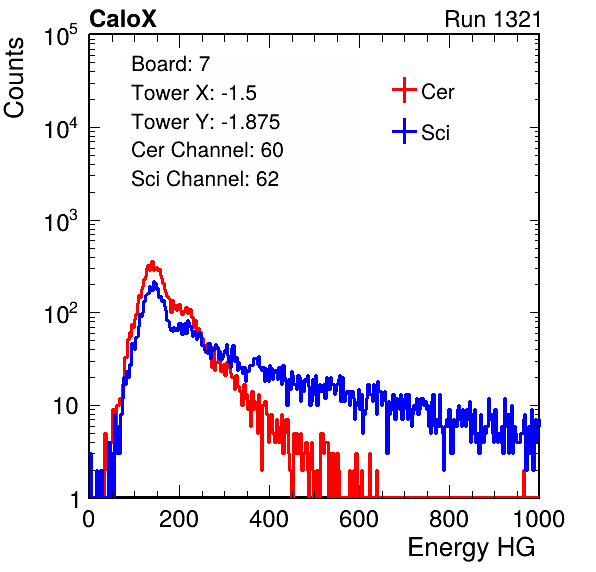 CaloX Run 1321
Counts
Board: 7
Tower X: -1.5
Tower Y: -1.875
Cer Channel: 60
Sci Channel: 62
Cer
Sci
10^5
10^4
10^3
10^2
10
1
0 200 400 600 800 1000
Energy HG